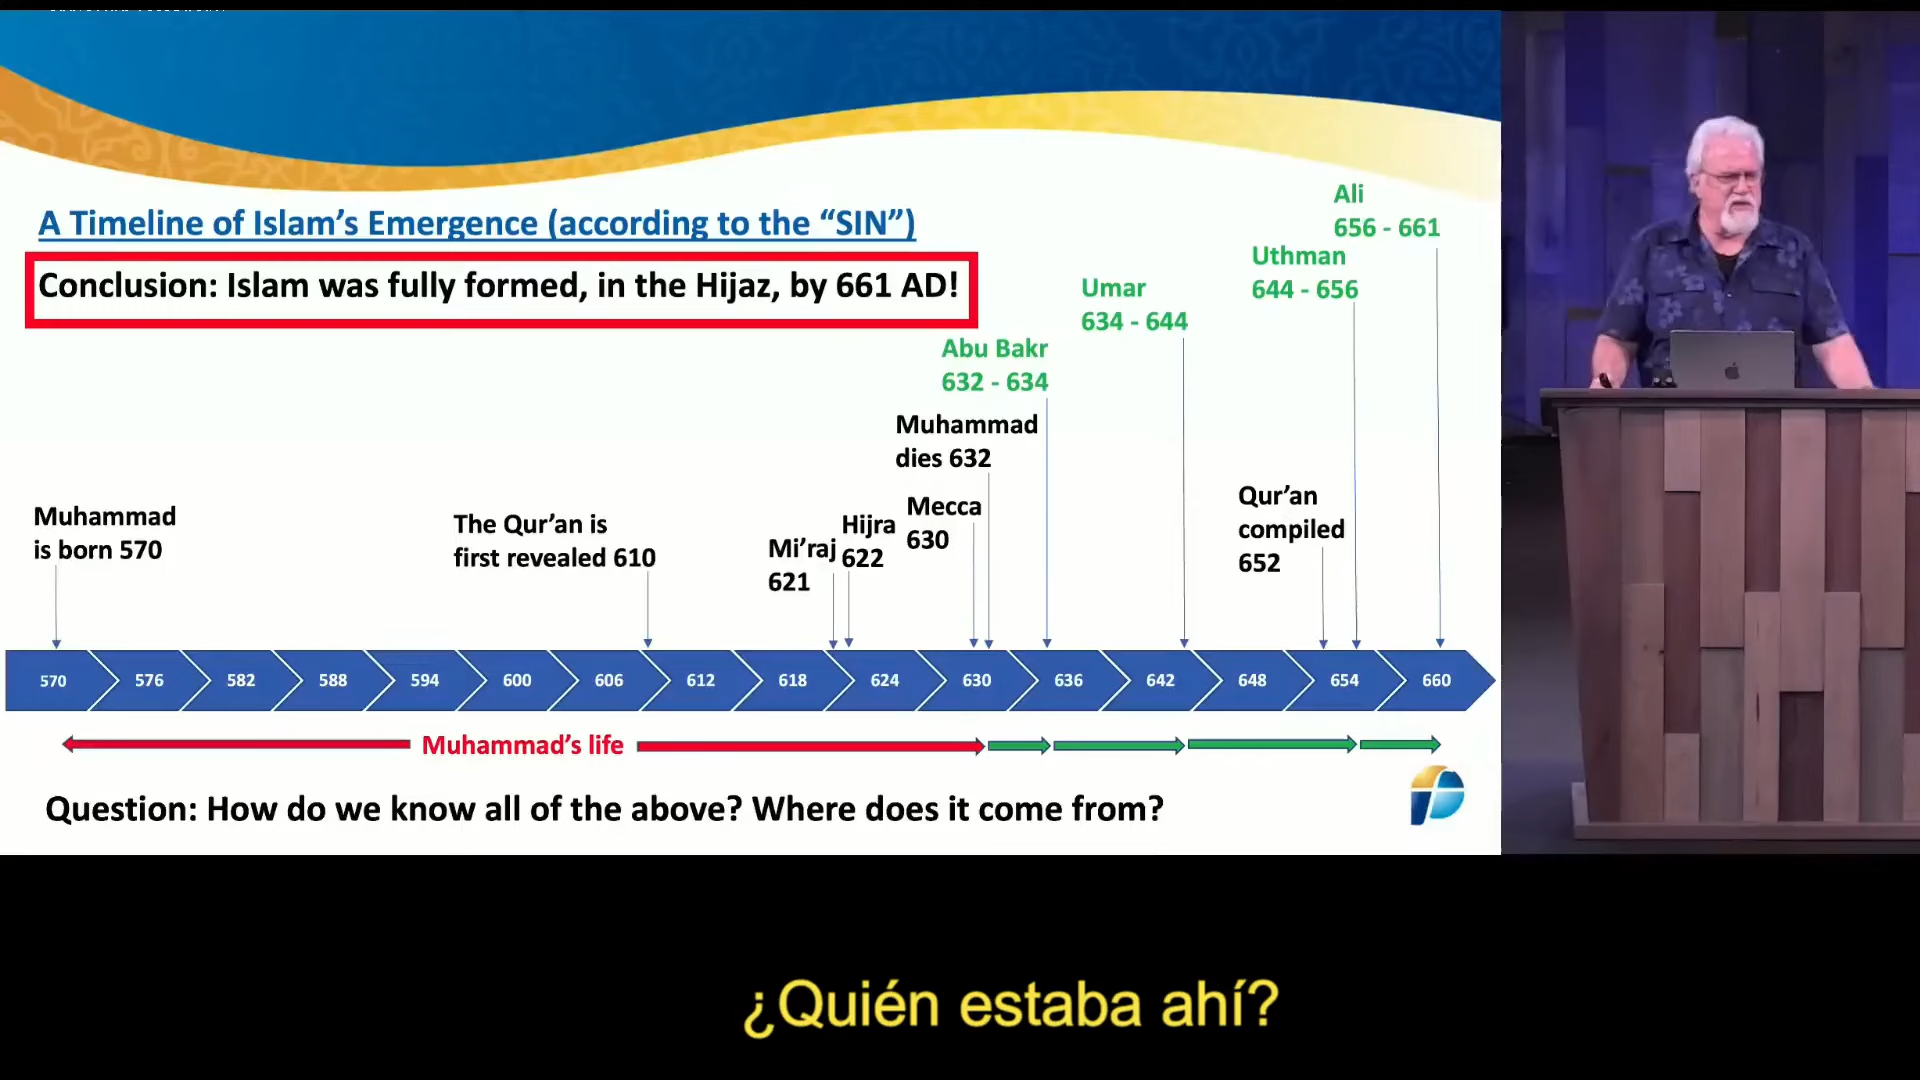 A Timeline of Islam’s Emergence (according to the “SIN”)
Conclusion: Islam was fully formed, in the Hijaz, by 661 AD!
Ali
656 - 661
Uthman
644 - 656
Umar
634 - 644
Abu Bakr
632 - 634
Muhammad
dies 632
Mecca
630
Hijra
622
Mi’raj
621
The Qur’an is
first revealed 610
Muhammad
is born 570
Qur’an
compiled
652
570 576 582 588 594 600 606 612 618 624 630 636 642 648 654 660
Muhammad’s life
Question: How do we know all of the above? Where does it come from?
¿Quién estaba ahí?